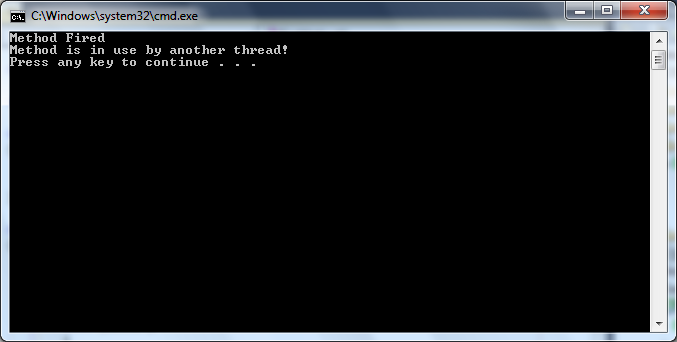 C:\Windows\system32\cmd.exe
Method Fired
Method is in use by another thread!
Press any key to continue . . .